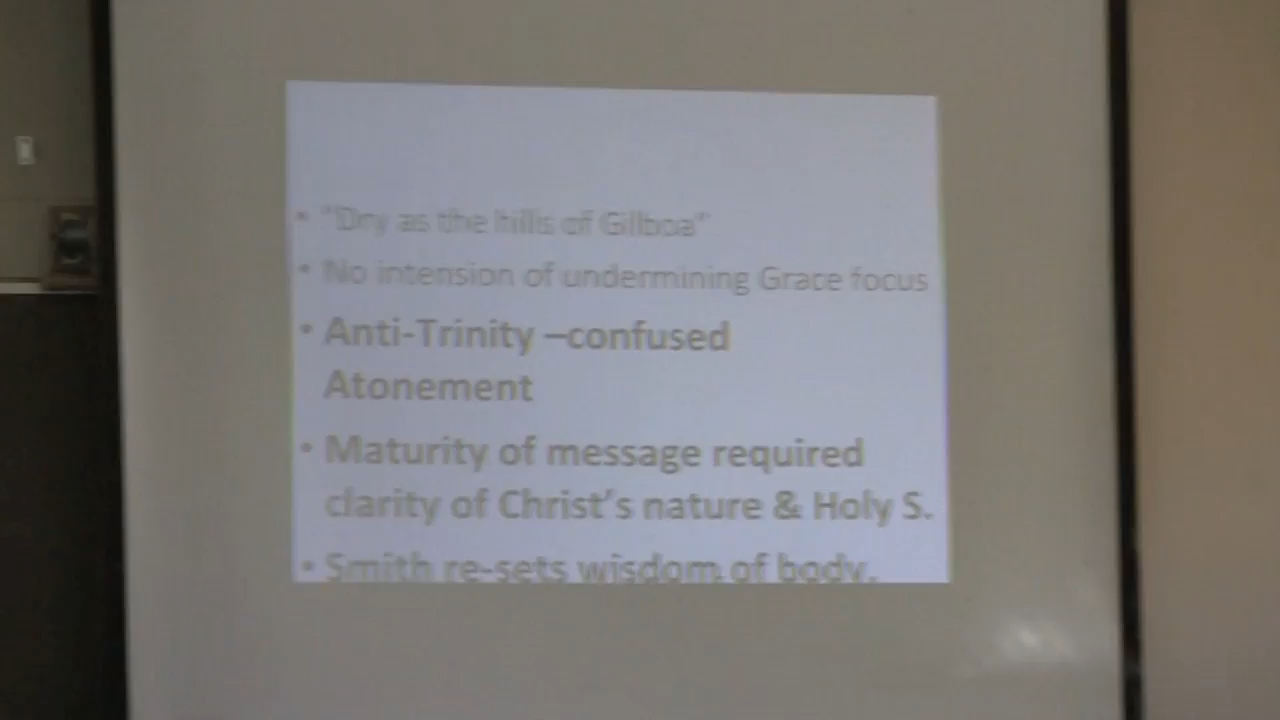 • "Dry as the hills of Gilboa"
• No intension of undermining Grace focus
• Anti-Trinity –confused
Atonement
• Maturity of message required
clarity of Christ's nature & Holy S.
• Smith re-sets wisdom of body.